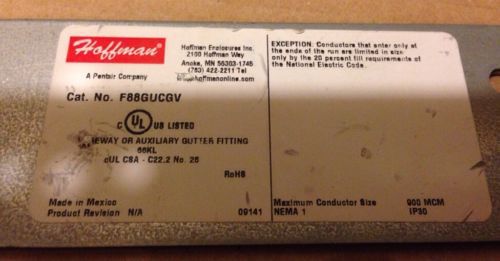 Hoffman
A Pentair Company
Hoffman Enclosures Inc.
2100 Hoffman Way
Anoka, MN 55303-1745
(763) 422-2211 Tel
hoffmanonline.com
Cat. No. F88GUCGV
C UL US LISTED
OR AUXILIARY GUTTER FITTING
66KL
cUL CSA - C22.2 No. 26
RoHS
Made in Mexico
Product Revision N/A
09141
EXCEPTION: Conductors that enter only at
the ends of the run are limited in size
only by the 20 percent fill requirements of
the National Electric Code.
Maximum Conductor Size 900 MCM
NEMA 1 IP30